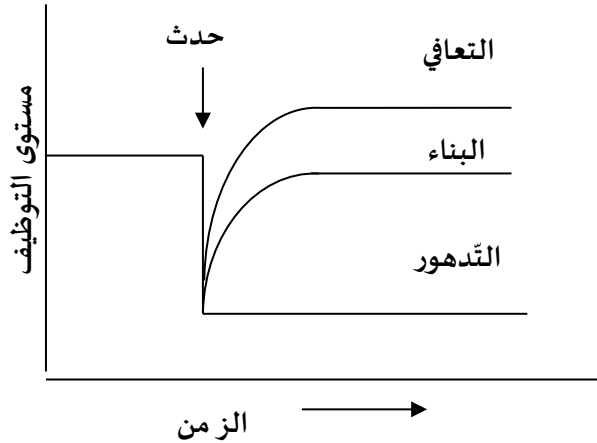 حدث
التعافي
البناء
التّدهور
مستوى التوظيف
الزمن